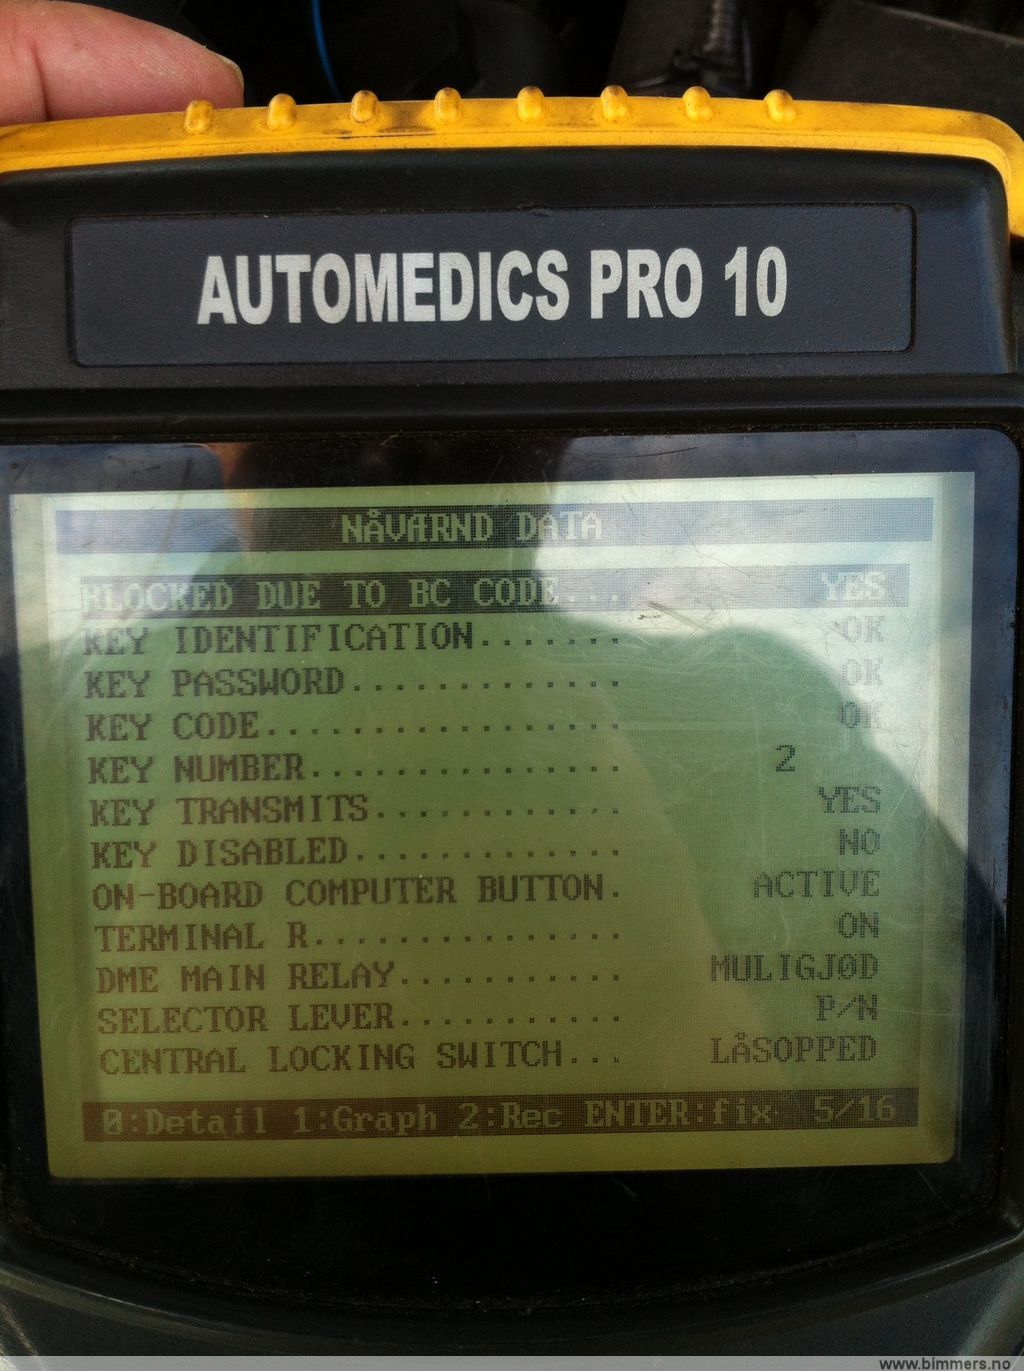 AUTOMEDICS PRO 10
NÅVÆRND DATA
BLOCKED DUE TO BC CODE... YES
KEY IDENTIFICATION....... OK
KEY PASSWORD............. OK
KEY CODE................. OK
KEY NUMBER............... 2
KEY TRANSMITS............ YES
KEY DISABLED............. NO
ON-BOARD COMPUTER BUTTON. ACTIVE
TERMINAL R............... ON
DME MAIN RELAY........... MULIGJØD
SELECTOR LEVER........... P/N
CENTRAL LOCKING SWITCH... LÅSOPPED
0:Detail 1:Graph 2:Rec ENTER:fix 5/16
www.bimmers.no